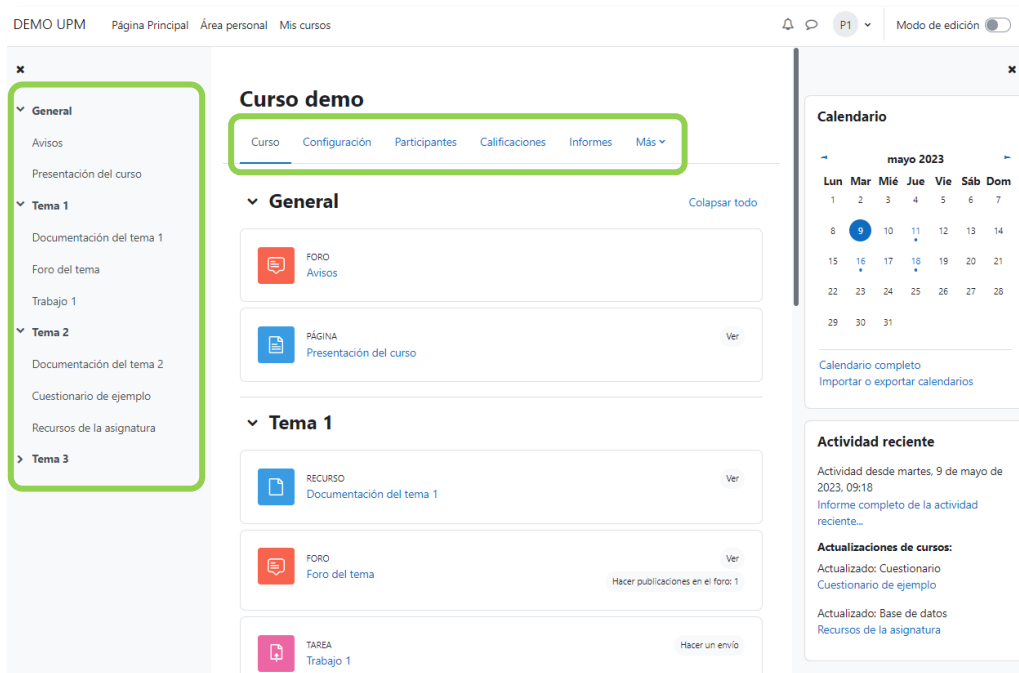 DEMO UPM Página Principal Área personal Mis cursos P1 Modo de edición
General
Avisos
Presentación del curso
Tema 1
Documentación del tema 1
Foro del tema
Trabajo 1
Tema 2
Documentación del tema 2
Cuestionario de ejemplo
Recursos de la asignatura
Tema 3
Curso demo
Curso Configuración Participantes Calificaciones Informes Más
General Colapsar todo
FORO
Avisos
PÁGINA Ver
Presentación del curso
Tema 1
RECURSO Ver
Documentación del tema 1
FORO Ver
Foro del tema Hacer publicaciones en el foro: 1
TAREA Hacer un envío
Trabajo 1
Calendario
mayo 2023
Lun Mar Mié Jue Vie Sáb Dom
1 2 3 4 5 6 7
8 9 10 11 12 13 14
15 16 17 18 19 20 21
22 23 24 25 26 27 28
29 30 31
Calendario completo
Importar o exportar calendarios
Actividad reciente
Actividad desde martes, 9 de mayo de
2023, 09:18
Informe completo de la actividad
reciente...
Actualizaciones de cursos:
Actualizado: Cuestionario
Cuestionario de ejemplo
Actualizado: Base de datos
Recursos de la asignatura